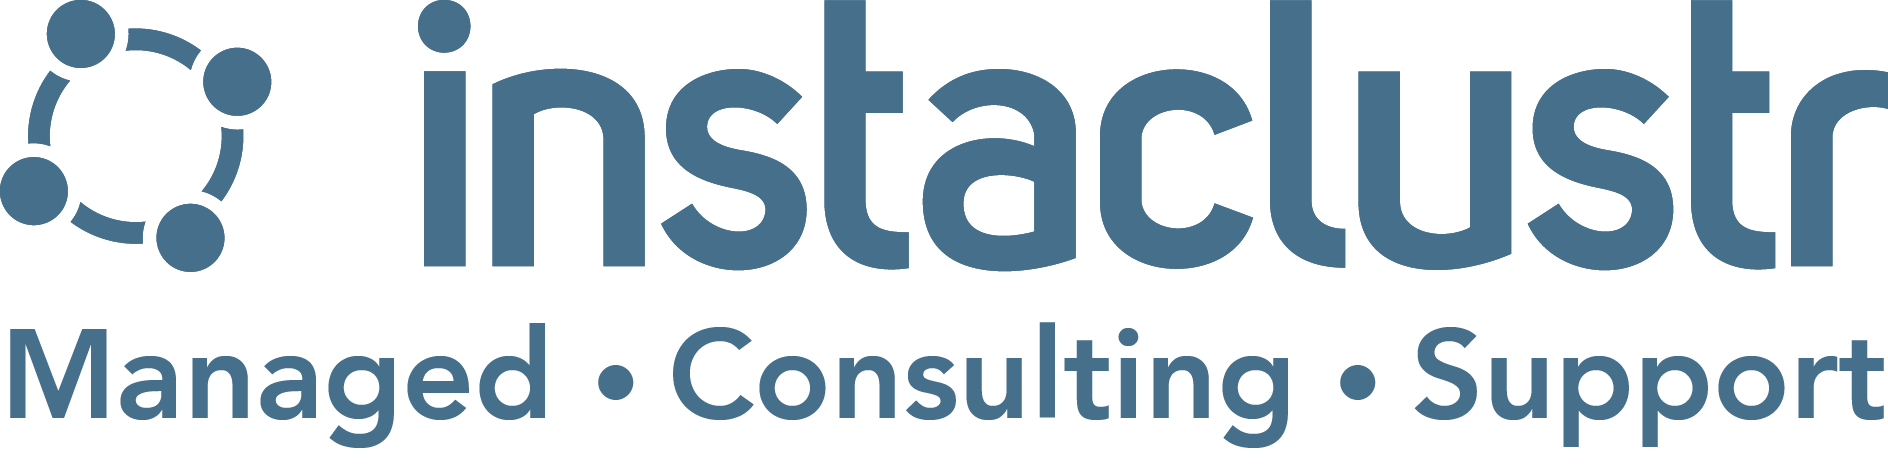 instaclustr
Managed • Consulting • Support